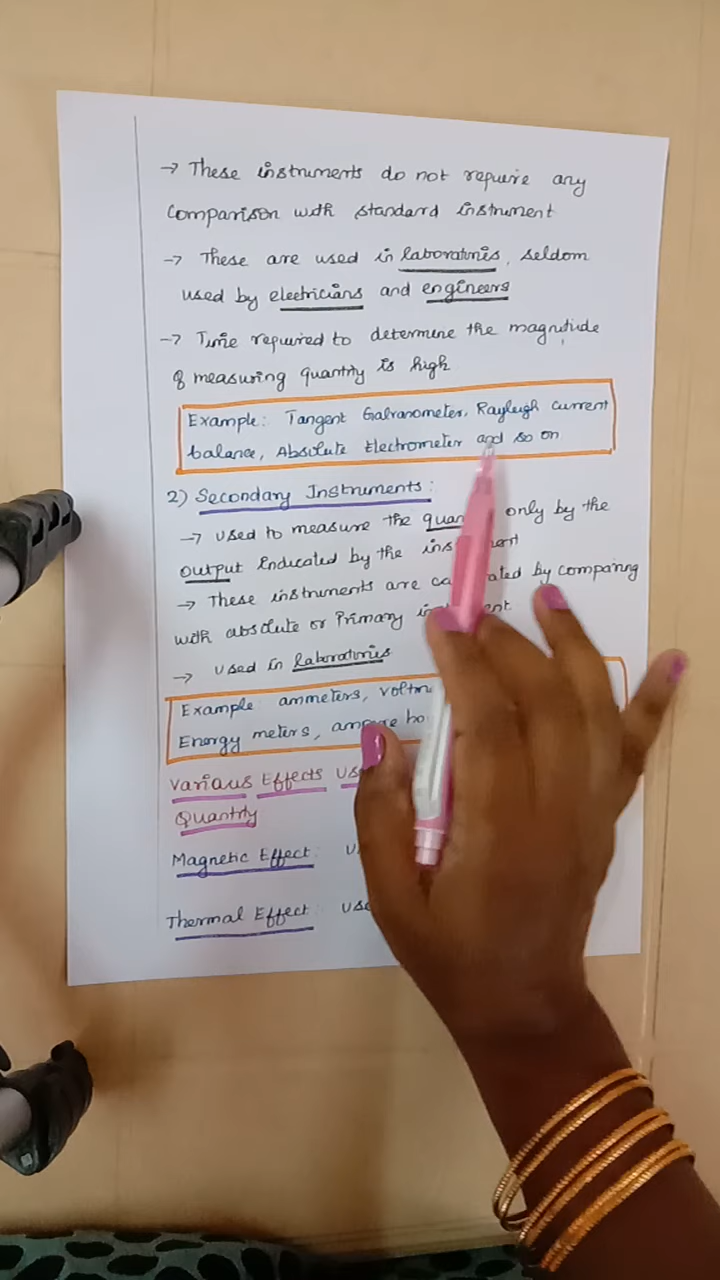 → These instruments do not require any
Comparison with standard instrument
→ These are used in laboratories, seldom
used by electricians and engineers
→ Time required to determine the magnitude
of measuring quantity is high
Example: Tangent Galvanometer, Rayleigh current
balance, Absolute Electrometer and so on
2) Secondary Instruments:
→ Used to measure the only by the
output indicated by the
→ These instruments are by comparing
with absolute or Primary
→ Used in laboratories
Example: ammeters,
Energy meters,
Various Effects
Quantity
Magnetic Effect:
Thermal Effect: